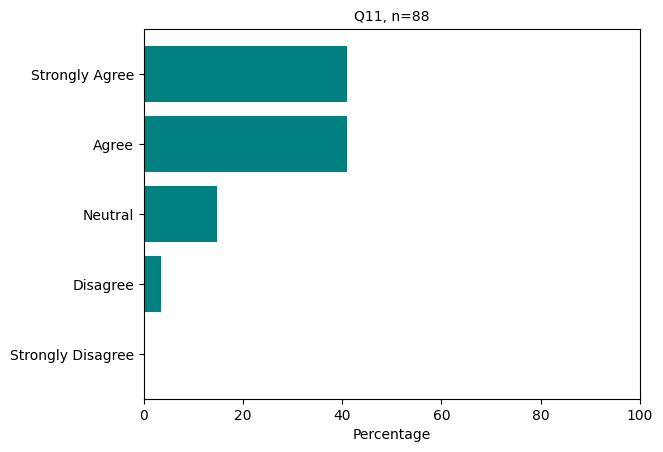 Q11, n=88
Strongly Agree
Agree
Neutral
Disagree
Strongly Disagree
0 20 40 60 80 100
Percentage